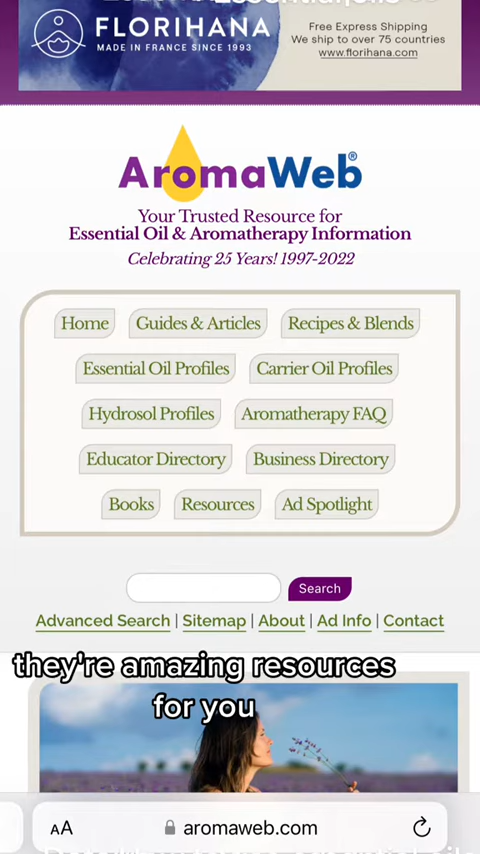 FLORIHANA
MADE IN FRANCE SINCE 1993
Free Express Shipping
We ship to over 75 countries
www.florihana.com
AromaWeb®
Your Trusted Resource for
Essential Oil & Aromatherapy Information
Celebrating 25 Years! 1997-2022
Home Guides & Articles Recipes & Blends
Essential Oil Profiles Carrier Oil Profiles
Hydrosol Profiles Aromatherapy FAQ
Educator Directory Business Directory
Books Resources Ad Spotlight
Search
Advanced Search | Sitemap | About | Ad Info | Contact
they're amazing resources
for you
AA aromaweb.com